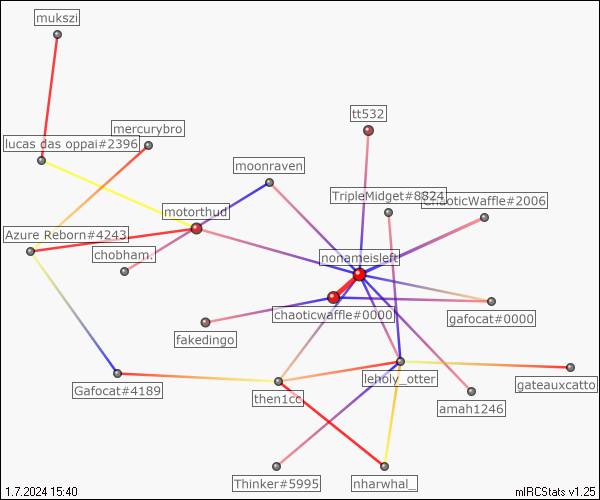 mukszi
tt532
mercurybro
lucas das oppai#2396
moonraven
TripleMidget#8824
ChaoticWaffle#2006
motorthud
Azure Reborn#4243
chobham.
nonameisleft
chaoticwaffle#0000
gafocat#0000
fakedingo
leholy_otter
gateauxcatto
Gafocat#4189
then1cc
amah1246
Thinker#5995
nharwhal_
1.7.2024 15:40
mIRCStats v1.25